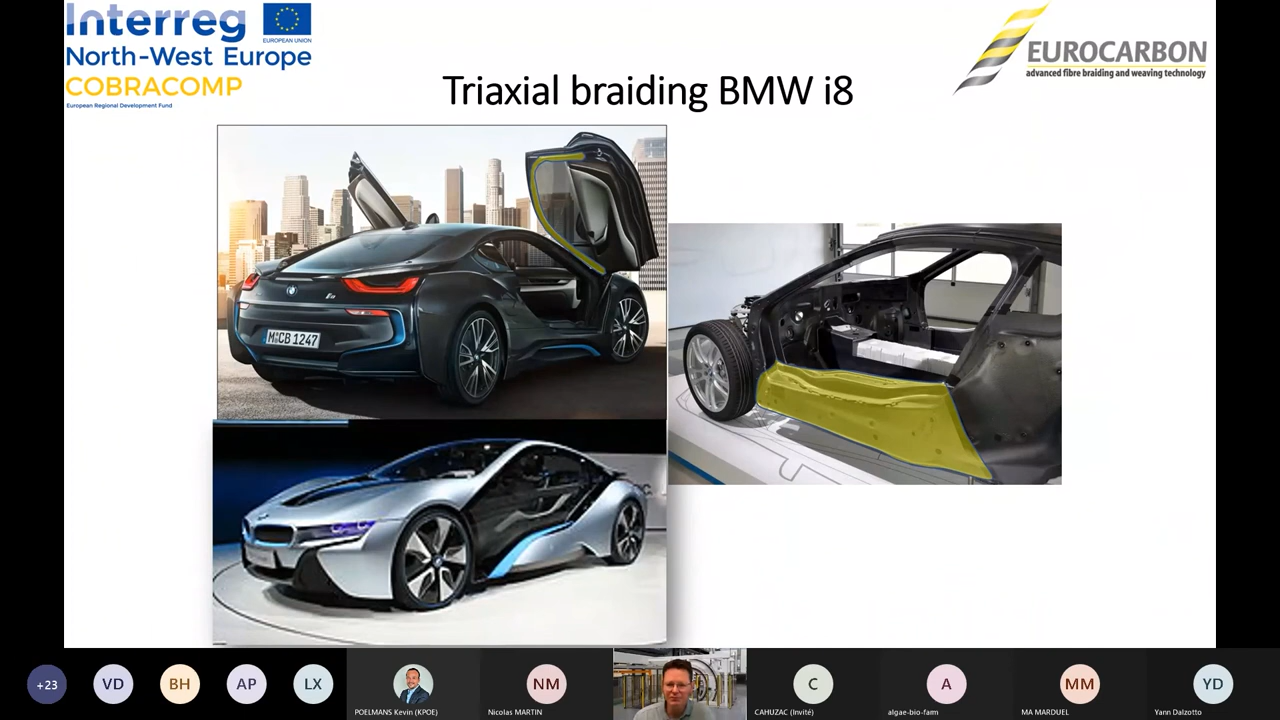 Interreg
EUROPEAN UNION
North-West Europe
COBRACOMP
European Regional Development Fund
EUROCARBON
advanced fibre braiding and weaving technology
Triaxial braiding BMW i8
M CB 1247
+23
VD
BH
AP
LX
POELMANS Kevin (KPOE)
NM
Nicolas MARTIN
C
CAHUZAC (Invité)
A
algae-bio-farm
MM
MA MARDUEL
YD
Yann Dalzotto